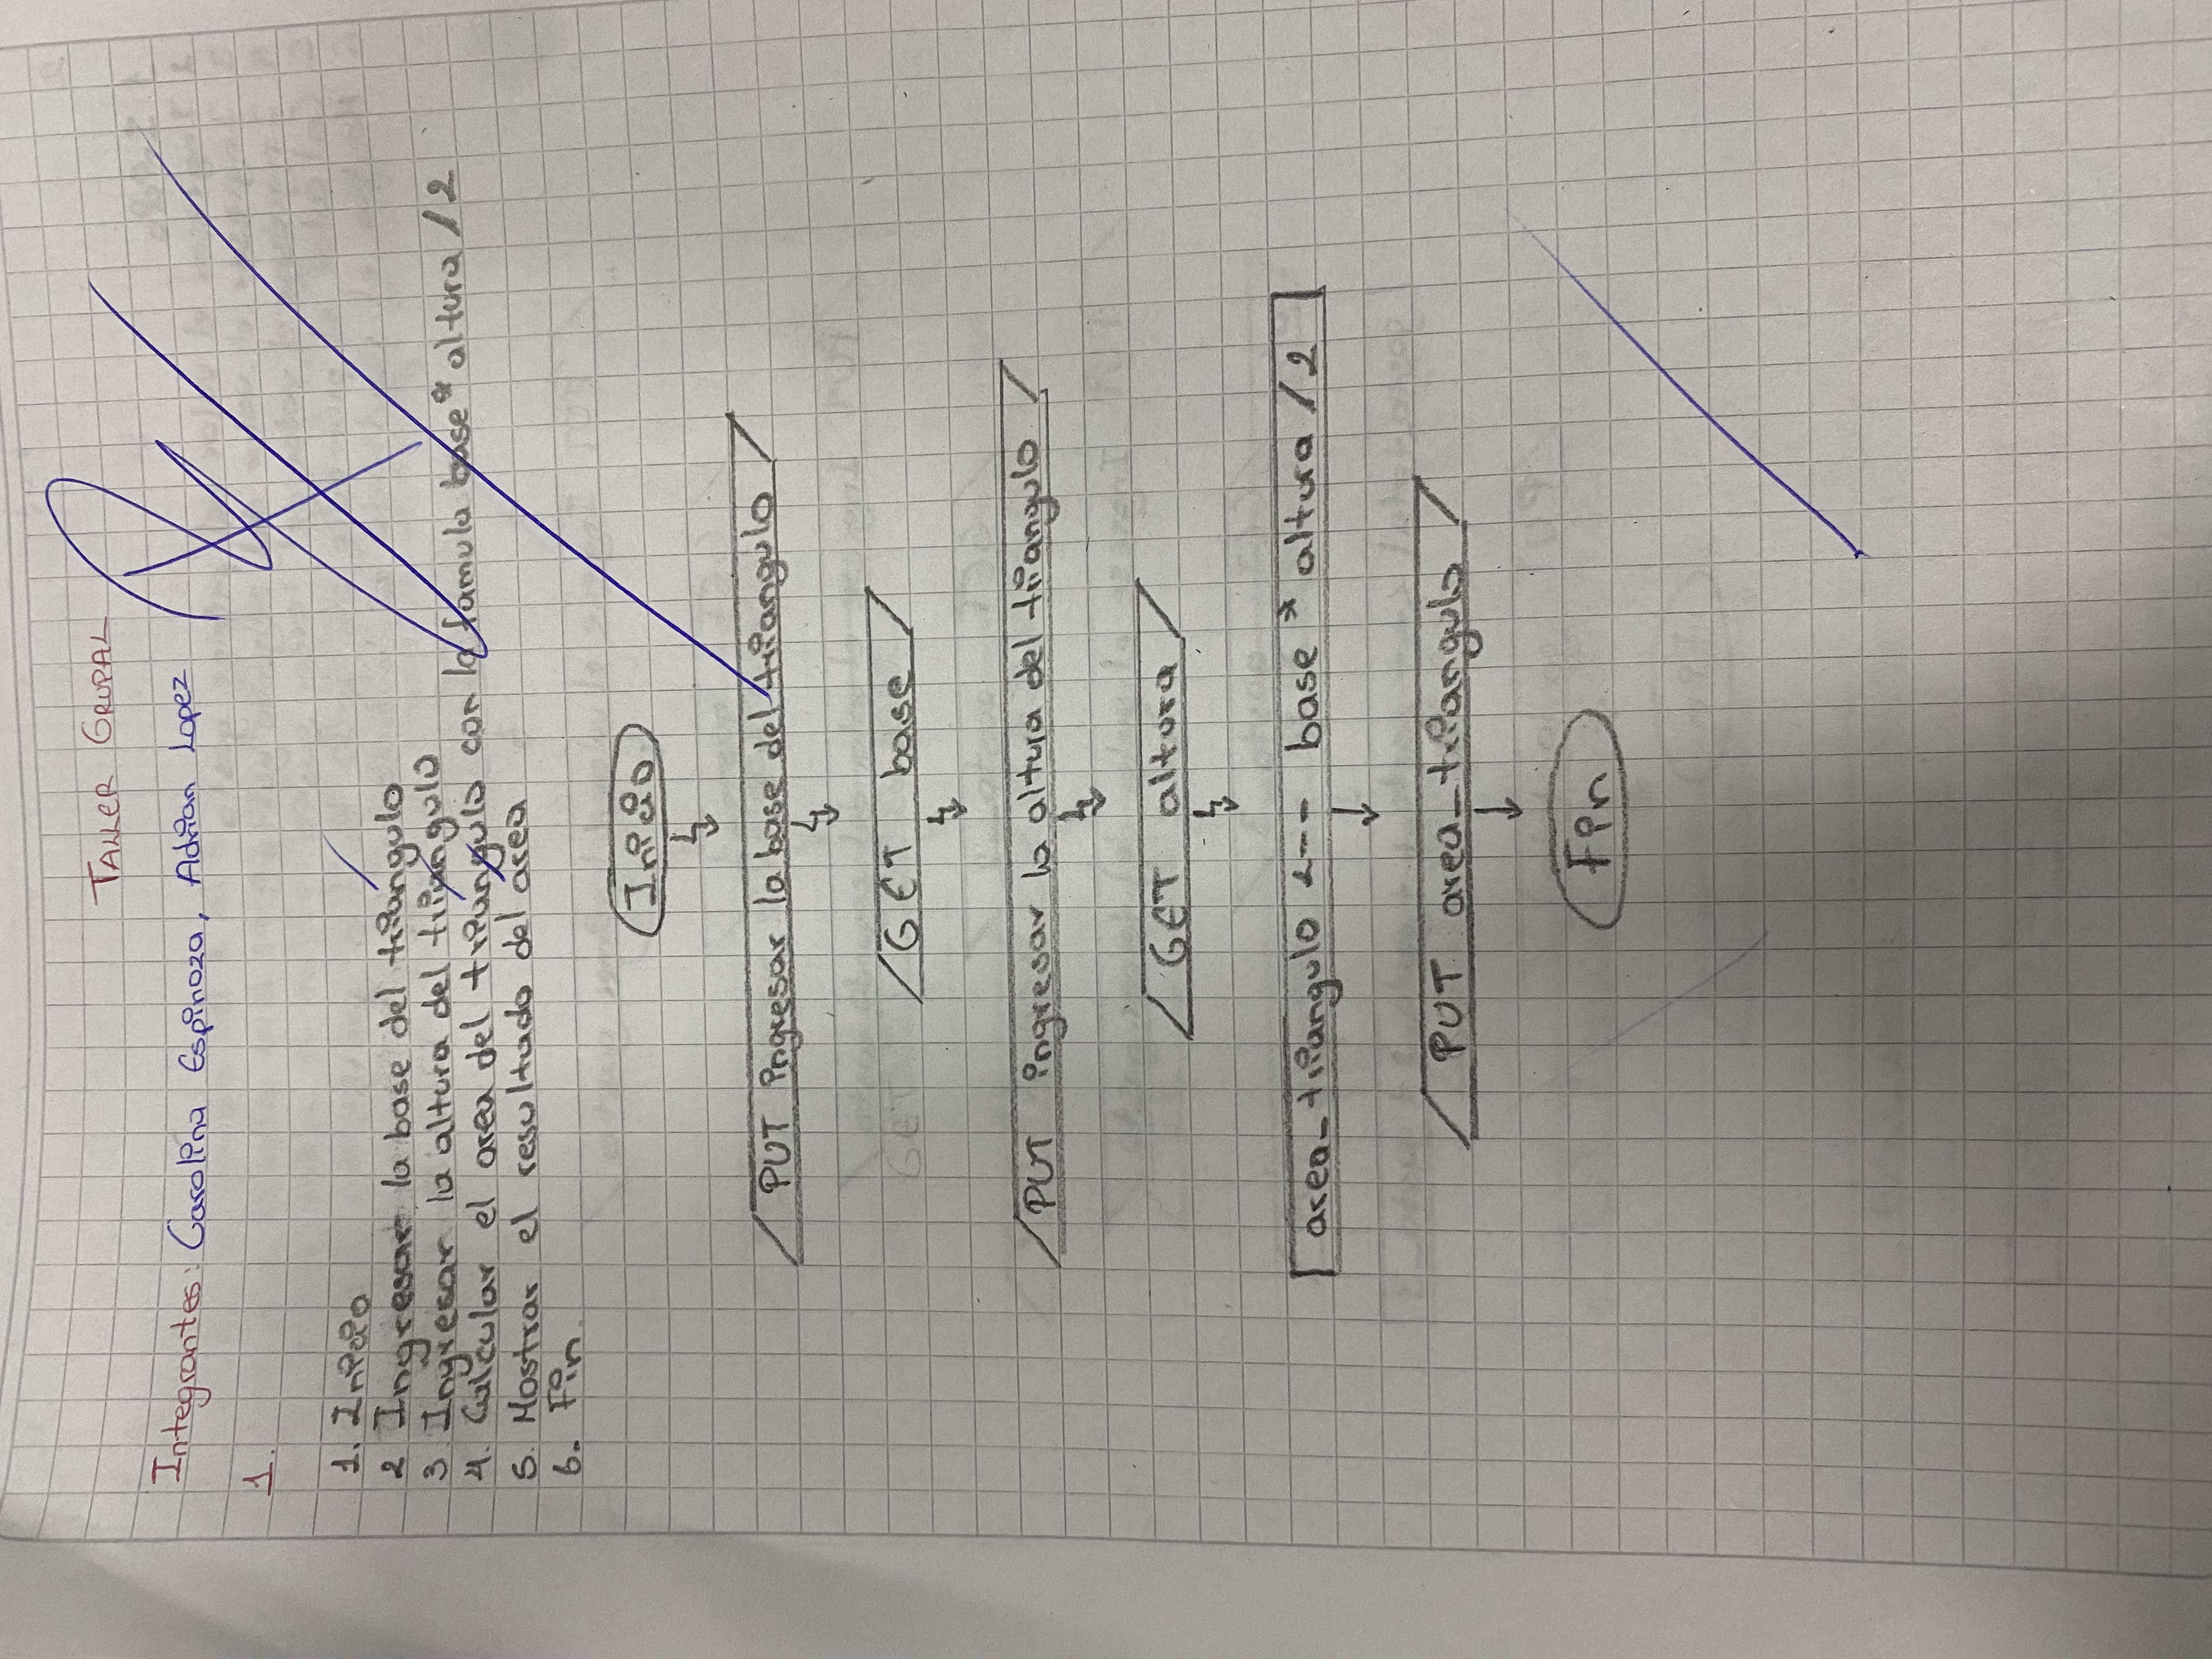 TALLER GRUPAL
Integrantes: Carolina Espinoza, Adrian Lopez
1.
1. Inicio
2 Ingresar la base del triangulo
3 Ingresar la altura del triangulo
4. Calcular el area del triangulo con la famula base * altura / 2
5. Mostrar el resultado del area
6. Fin.
Inicio
PUT ingresar la base del triangulo
GET base
PUT ingresar la altura del triangulo
GET altura
area_triangulo <-- base * altura / 2
PUT area_triangulo
Fin